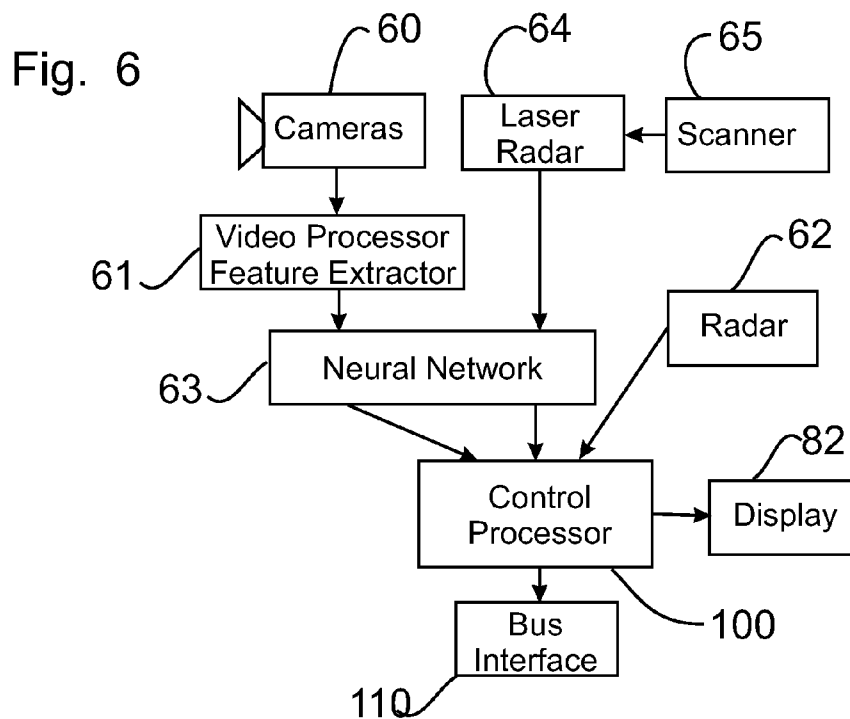 Fig. 6
60
64
65
Cameras
Laser
Radar
Scanner
61
Video Processor
Feature Extractor
62
Radar
63
Neural Network
82
Control
Processor
Display
100
Bus
Interface
110